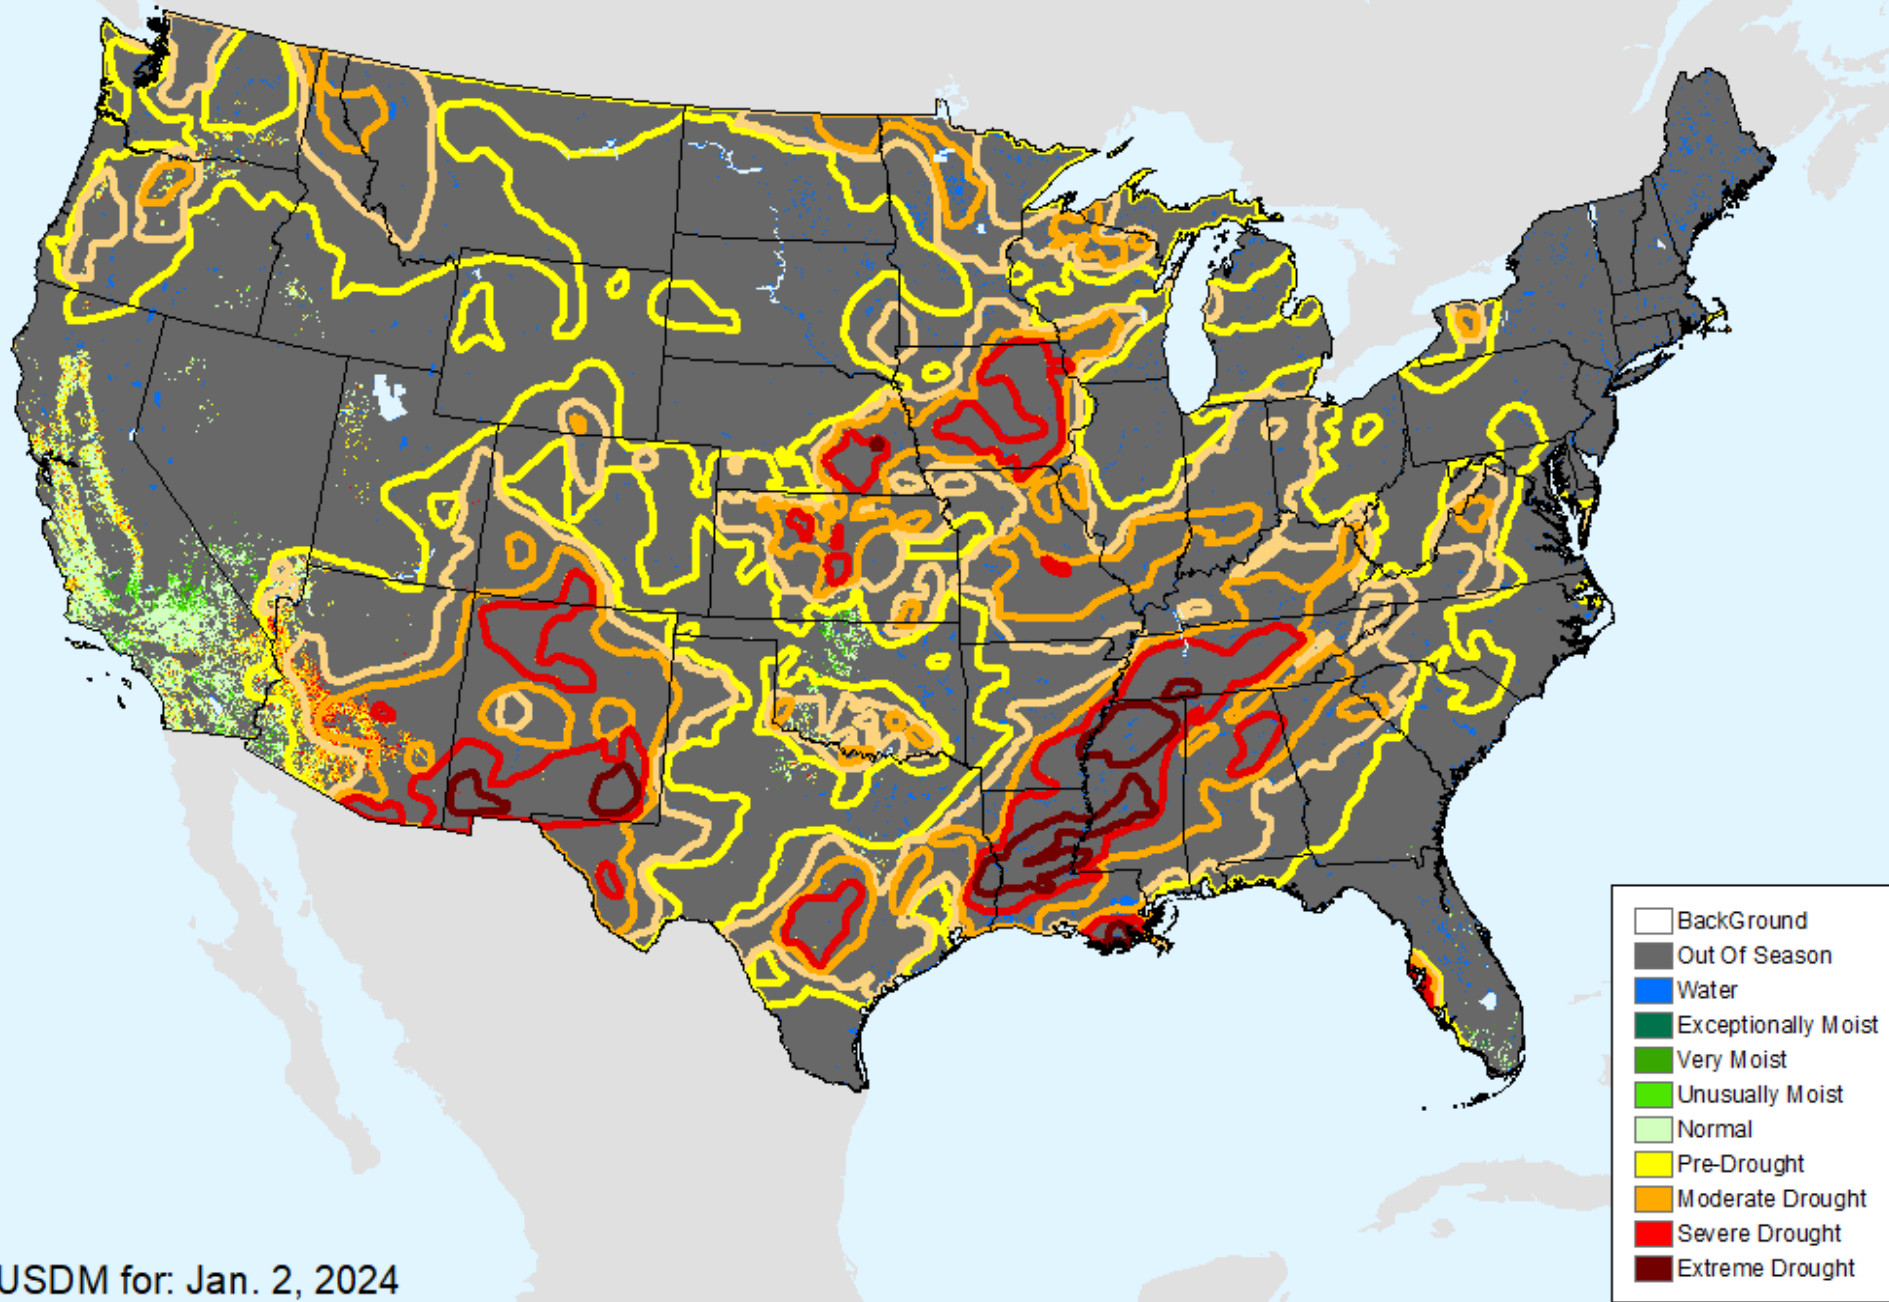 BackGround
Out Of Season
Water
Exceptionally Moist
Very Moist
Unusually Moist
Normal
Pre-Drought
Moderate Drought
Severe Drought
Extreme Drought
USDM for: Jan. 2, 2024